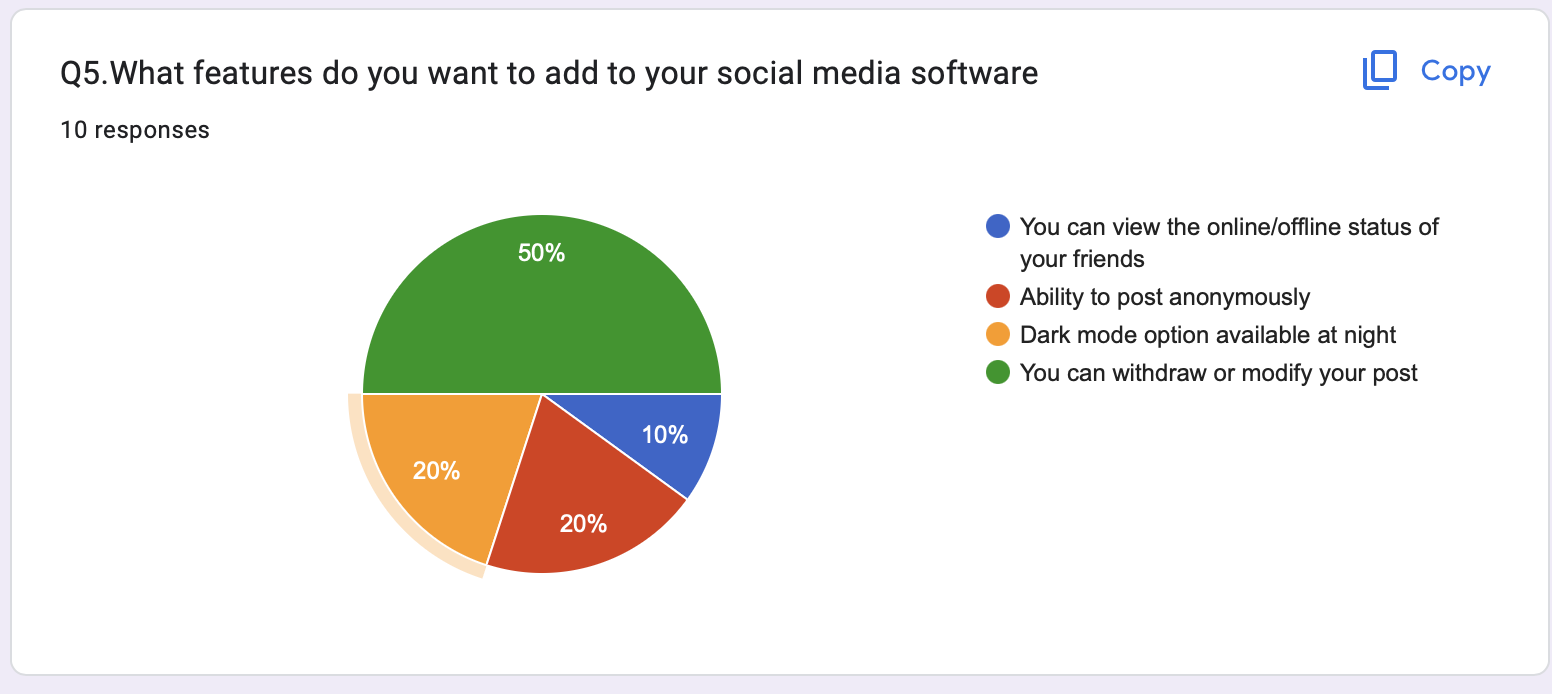 Q5.What features do you want to add to your social media software
Copy
10 responses
50%
10%
20%
20%
You can view the online/offline status of
your friends
Ability to post anonymously
Dark mode option available at night
You can withdraw or modify your post